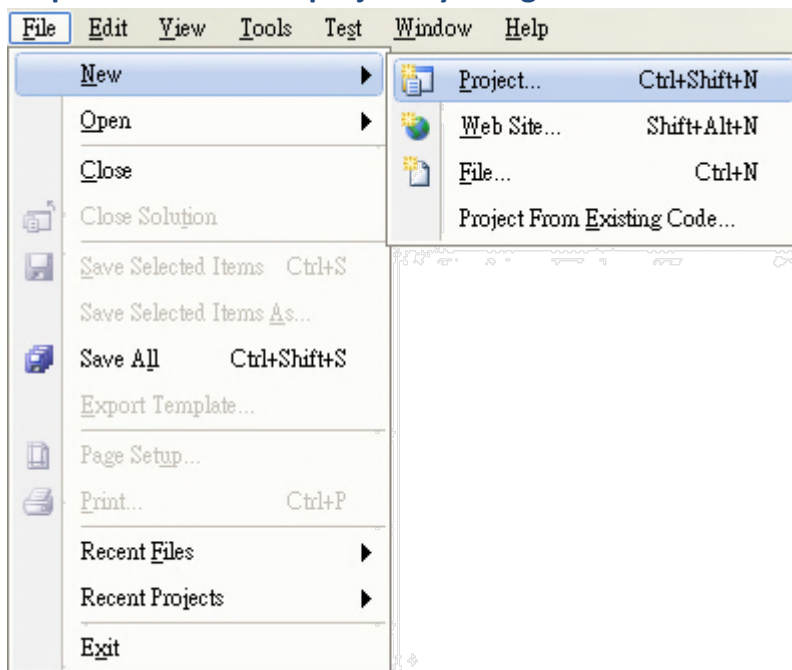 File Edit View Tools Test Window Help
New
Project... Ctrl+Shift+N
Open
Web Site... Shift+Alt+N
Close
File... Ctrl+N
Close Solution
Project From Existing Code...
Save Selected Items Ctrl+S
Save Selected Items As...
Save All Ctrl+Shift+S
Export Template...
Page Setup...
Print... Ctrl+P
Recent Files
Recent Projects
Exit